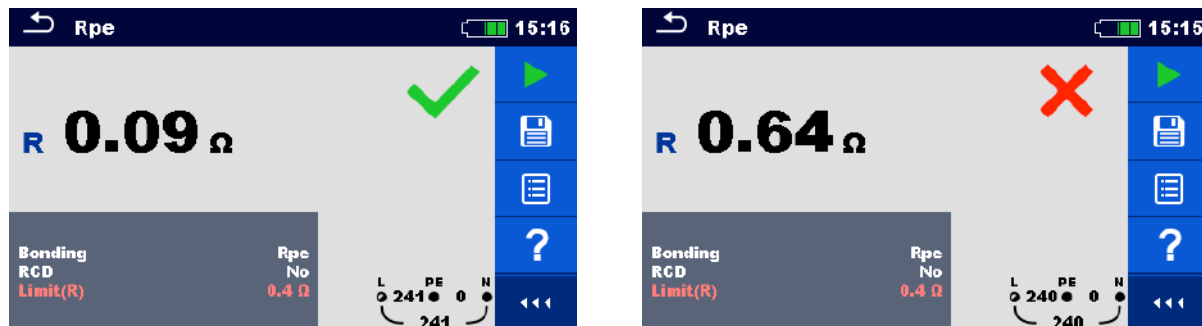 Rpe 15:16
R 0.09 Ω
Bonding Rpe
RCD No
Limit(R) 0.4 Ω
L PE N
241 0
241
?
Rpe 15:15
R 0.64 Ω
Bonding Rpe
RCD No
Limit(R) 0.4 Ω
L PE N
240 0
240
?